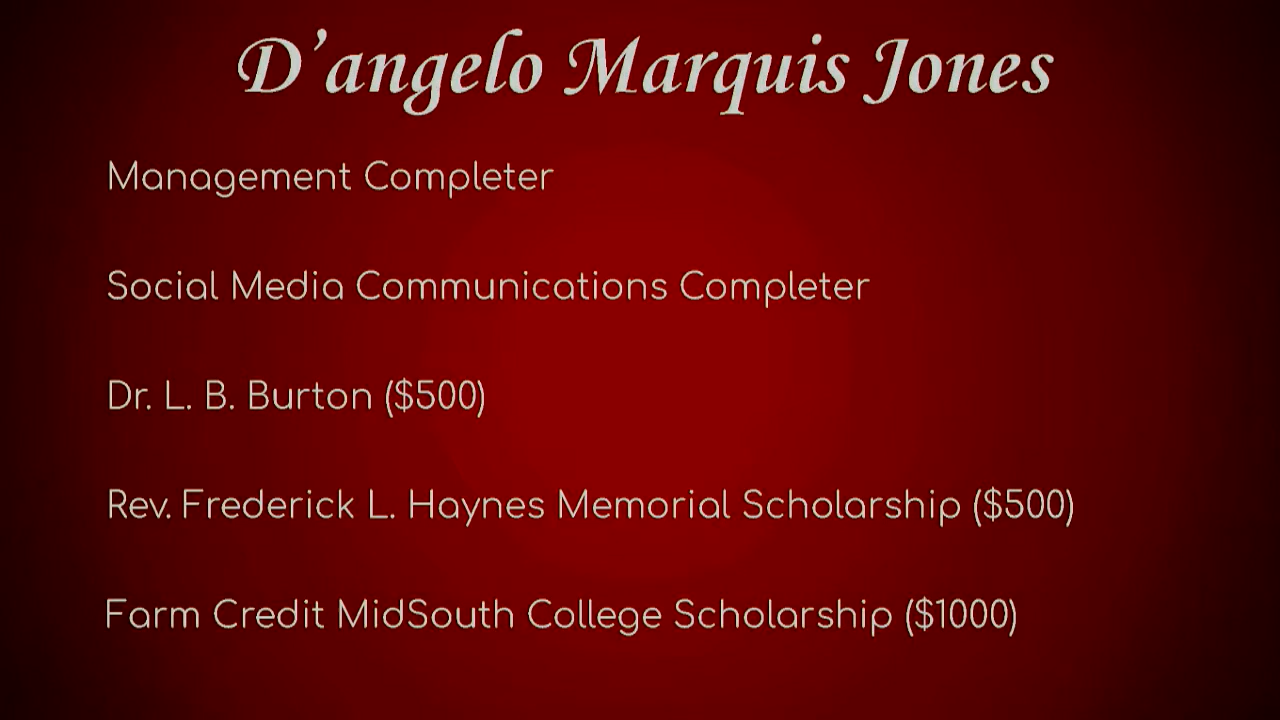 D’angelo Marquis Jones
Management Completer
Social Media Communications Completer
Dr. L. B. Burton ($500)
Rev. Frederick L. Haynes Memorial Scholarship ($500)
Farm Credit MidSouth College Scholarship ($1000)